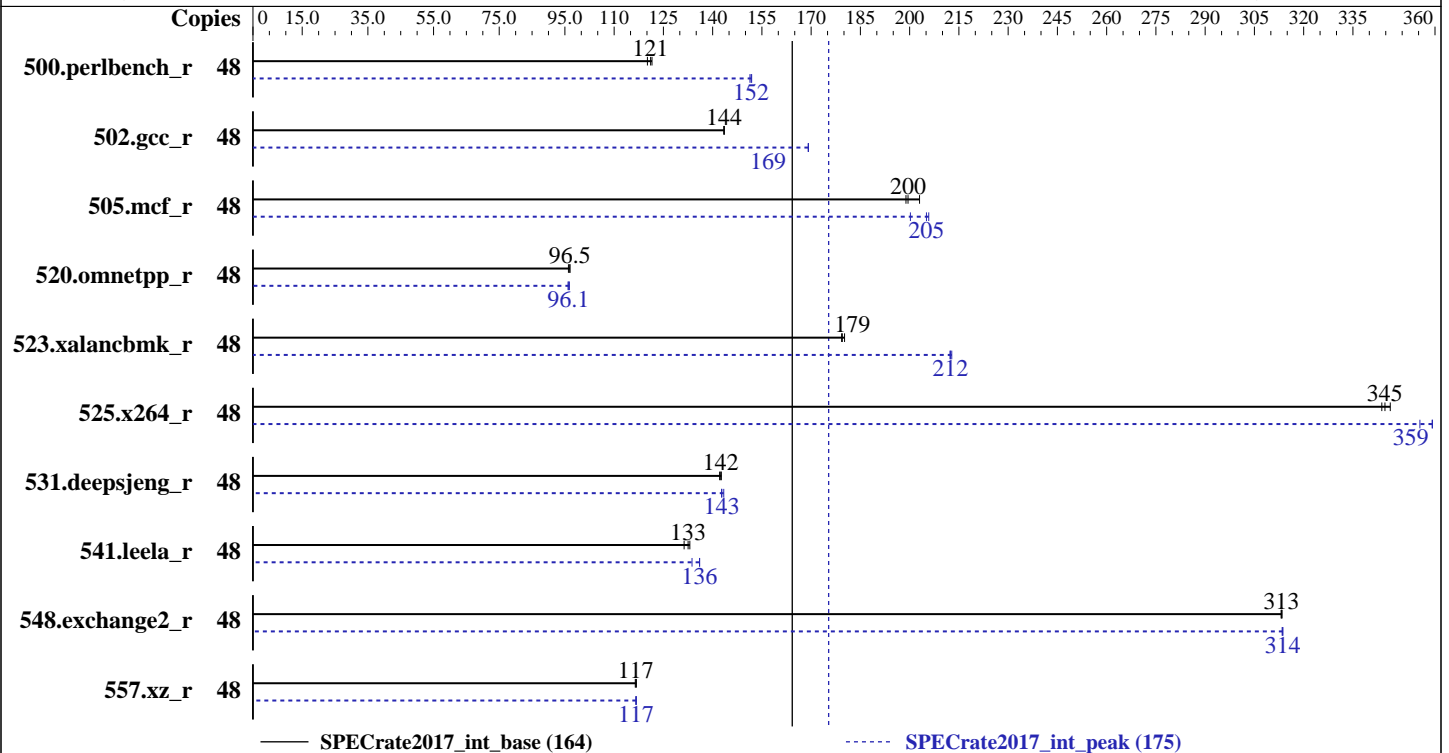 Copies 0 15.0 35.0 55.0 75.0 95.0 110 125 140 155 170 185 200 215 230 245 260 275 290 305 320 335 360
121
500.perlbench_r 48
152
144
502.gcc_r 48
169
200
505.mcf_r 48
205
96.5
520.omnetpp_r 48
96.1
179
523.xalancbmk_r 48
212
345
525.x264_r 48
359
142
531.deepsjeng_r 48
143
133
541.leela_r 48
136
313
548.exchange2_r 48
314
117
557.xz_r 48
117
SPECrate2017_int_base (164) SPECrate2017_int_peak (175)